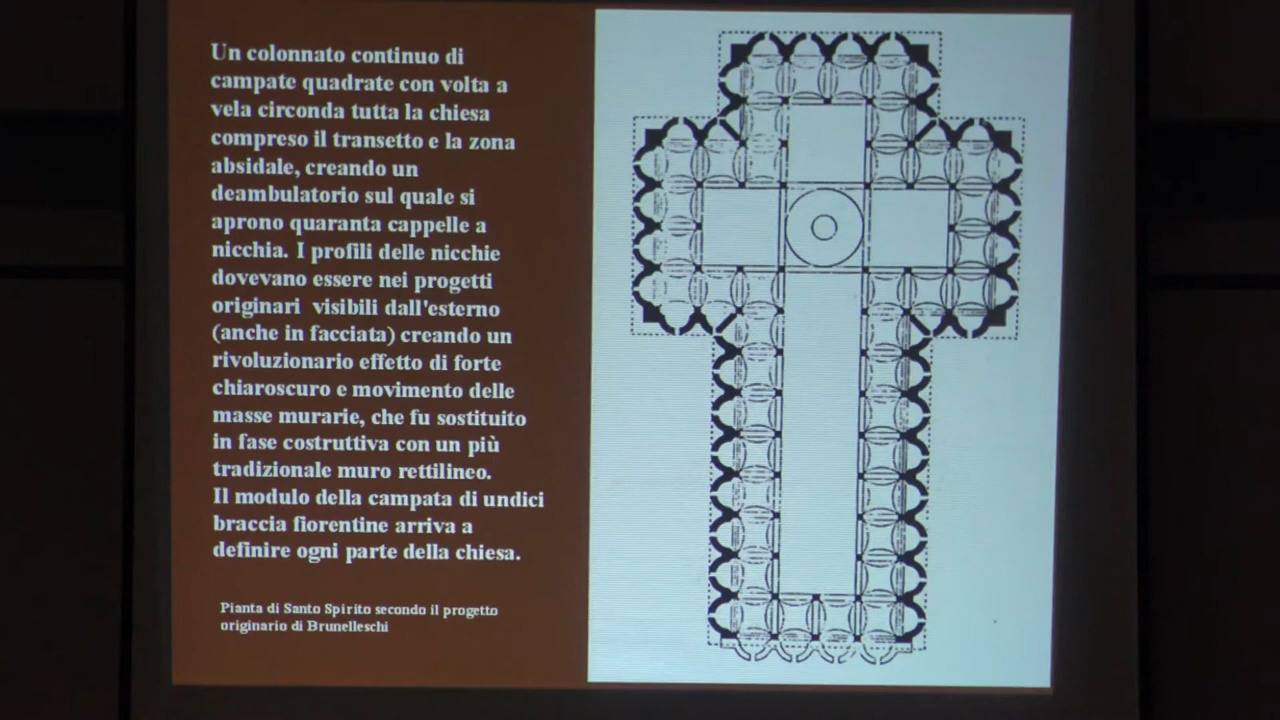 Un colonnato continuo di
campate quadrate con volta a
vela circonda tutta la chiesa
compreso il transetto e la zona
absidale, creando un
deambulatorio sul quale si
aprono quaranta cappelle a
nicchia. I profili delle nicchie
dovevano essere nei progetti
originari visibili dall'esterno
(anche in facciata) creando un
rivoluzionario effetto di forte
chiaroscuro e movimento delle
masse murarie, che fu sostituito
in fase costruttiva con un più
tradizionale muro rettilineo.
Il modulo della campata di undici
braccia fiorentine arriva a
definire ogni parte della chiesa.
Pianta di Santo Spirito secondo il progetto
originario di Brunelleschi